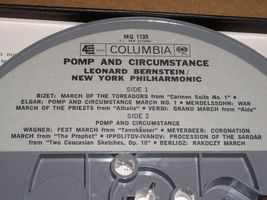 MQ 1135
4 TRACK
COLUMBIA
POMP AND CIRCUMSTANCE
LEONARD BERNSTEIN/
NEW YORK PHILHARMONIC
SIDE 1
BIZET: MARCH OF THE TOREADORS from "Carmen Suite No. 1" •
ELGAR: POMP AND CIRCUMSTANCE MARCH NO. 1 • MENDELSSOHN: WAR
MARCH OF THE PRIESTS from "Athalie" • VERDI: GRAND MARCH from "Aida"
SIDE 2
POMP AND CIRCUMSTANCE
WAGNER: FEST MARCH from "Tannhäuser" • MEYERBEER: CORONATION
MARCH from "The Prophet" • IPPOLITOV-IVANOV: PROCESSION OF THE SARDAR
from "Two Caucasian Sketches, Op. 10" • BERLIOZ: RAKOCZY MARCH